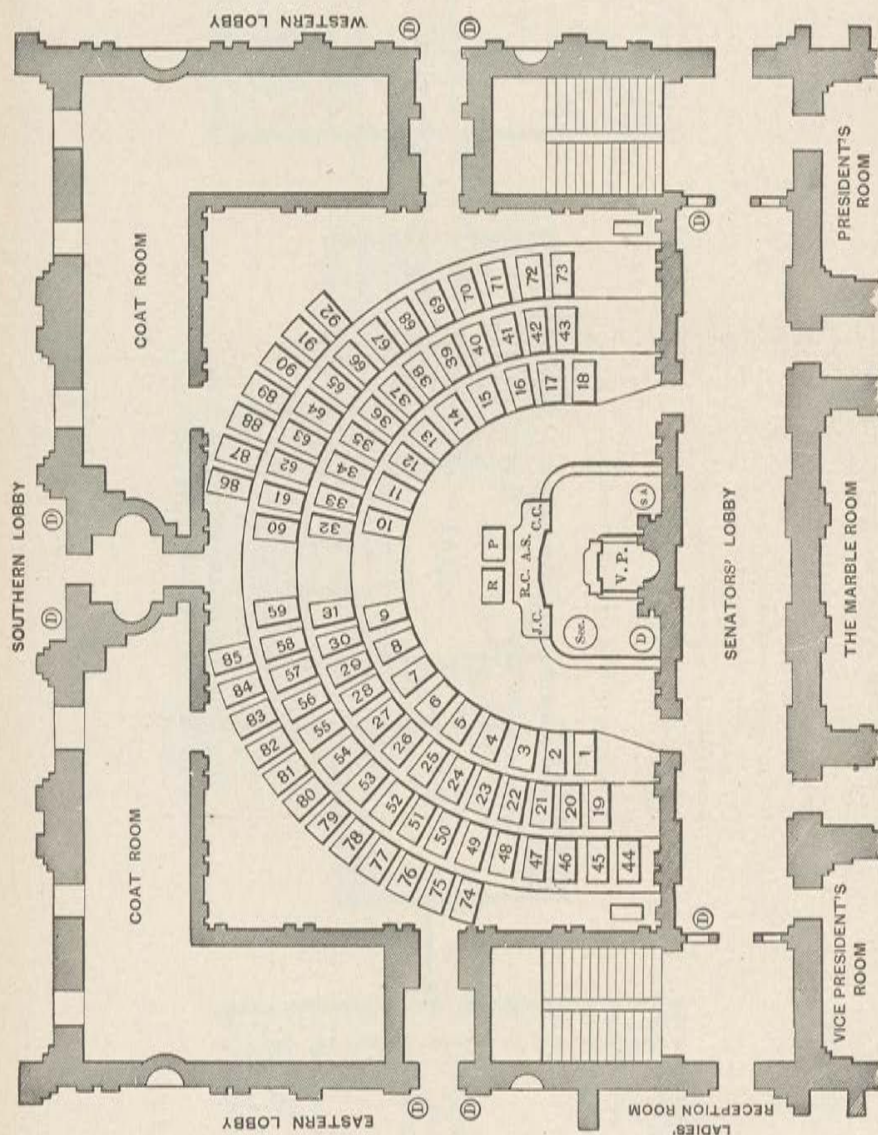 WESTERN LOBBY
D
D
SOUTHERN LOBBY
COAT ROOM
COAT ROOM
D
D
EASTERN LOBBY
D
D
D
D
PRESIDENT'S
ROOM
SENATORS' LOBBY
THE MARBLE ROOM
VICE PRESIDENT'S
ROOM
LADIES'
RECEPTION ROOM
R
P
J.C.
R.C.
A.S.
C.C.
Sec.
V. P.
S A
D
1
2
3
4
5
6
7
8
9
10
11
12
13
14
15
16
17
18
19
20
21
22
23
24
25
26
27
28
29
30
31
32
33
34
35
36
37
38
39
40
41
42
43
44
45
46
47
48
49
50
51
52
53
54
55
56
57
58
59
60
61
62
63
64
65
66
67
68
69
70
71
72
73
74
75
76
77
78
79
80
81
82
83
84
85
86
87
88
89
90
91
92